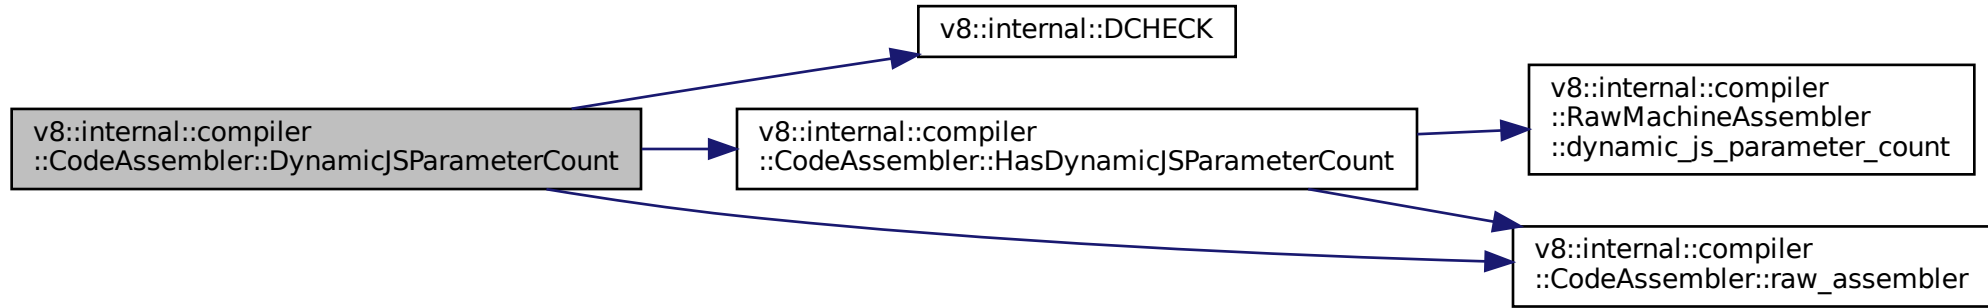 v8::internal::DCHECK
v8::internal::compiler
::CodeAssembler::DynamicJSParameterCount
v8::internal::compiler
::CodeAssembler::HasDynamicJSParameterCount
v8::internal::compiler
::RawMachineAssembler
::dynamic_js_parameter_count
v8::internal::compiler
::CodeAssembler::raw_assembler